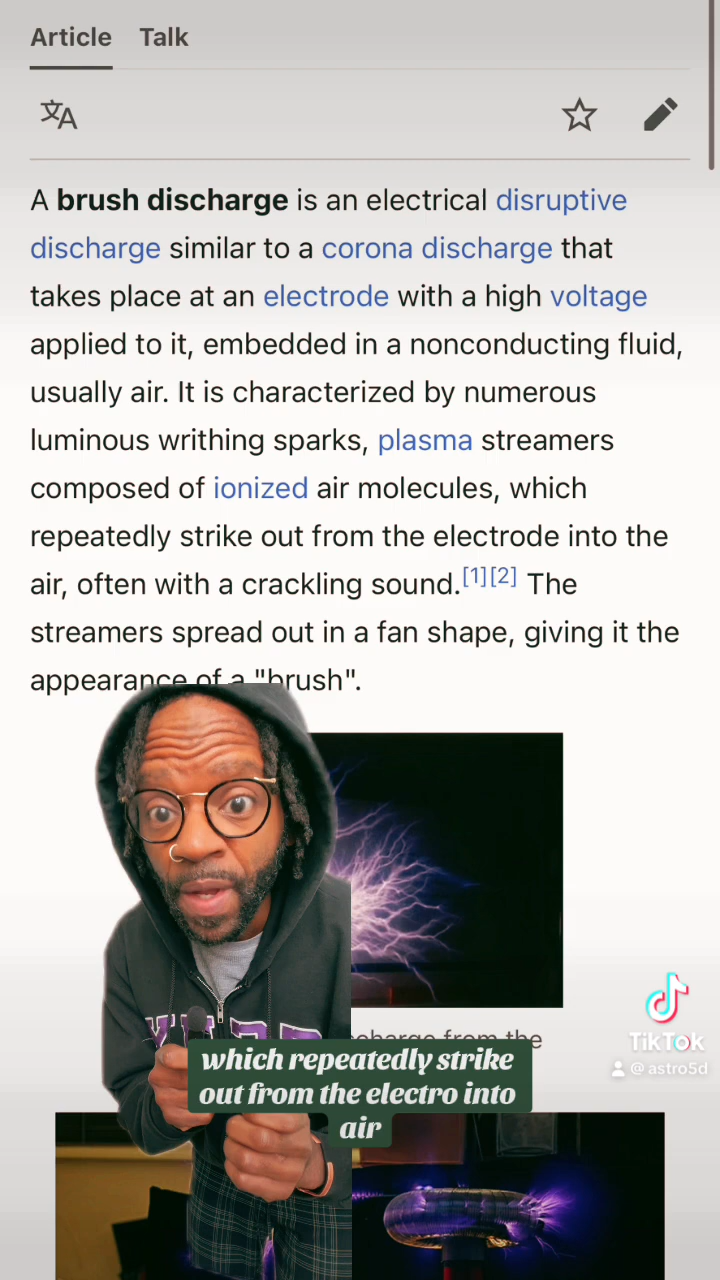 Article Talk
A brush discharge is an electrical disruptive
discharge similar to a corona discharge that
takes place at an electrode with a high voltage
applied to it, embedded in a nonconducting fluid,
usually air. It is characterized by numerous
luminous writhing sparks, plasma streamers
composed of ionized air molecules, which
repeatedly strike out from the electrode into the
air, often with a crackling sound.[1][2] The
streamers spread out in a fan shape, giving it the
appearance of a "brush".
from the
which repeatedly strike
out from the electro into
air
TikTok
@astro5d